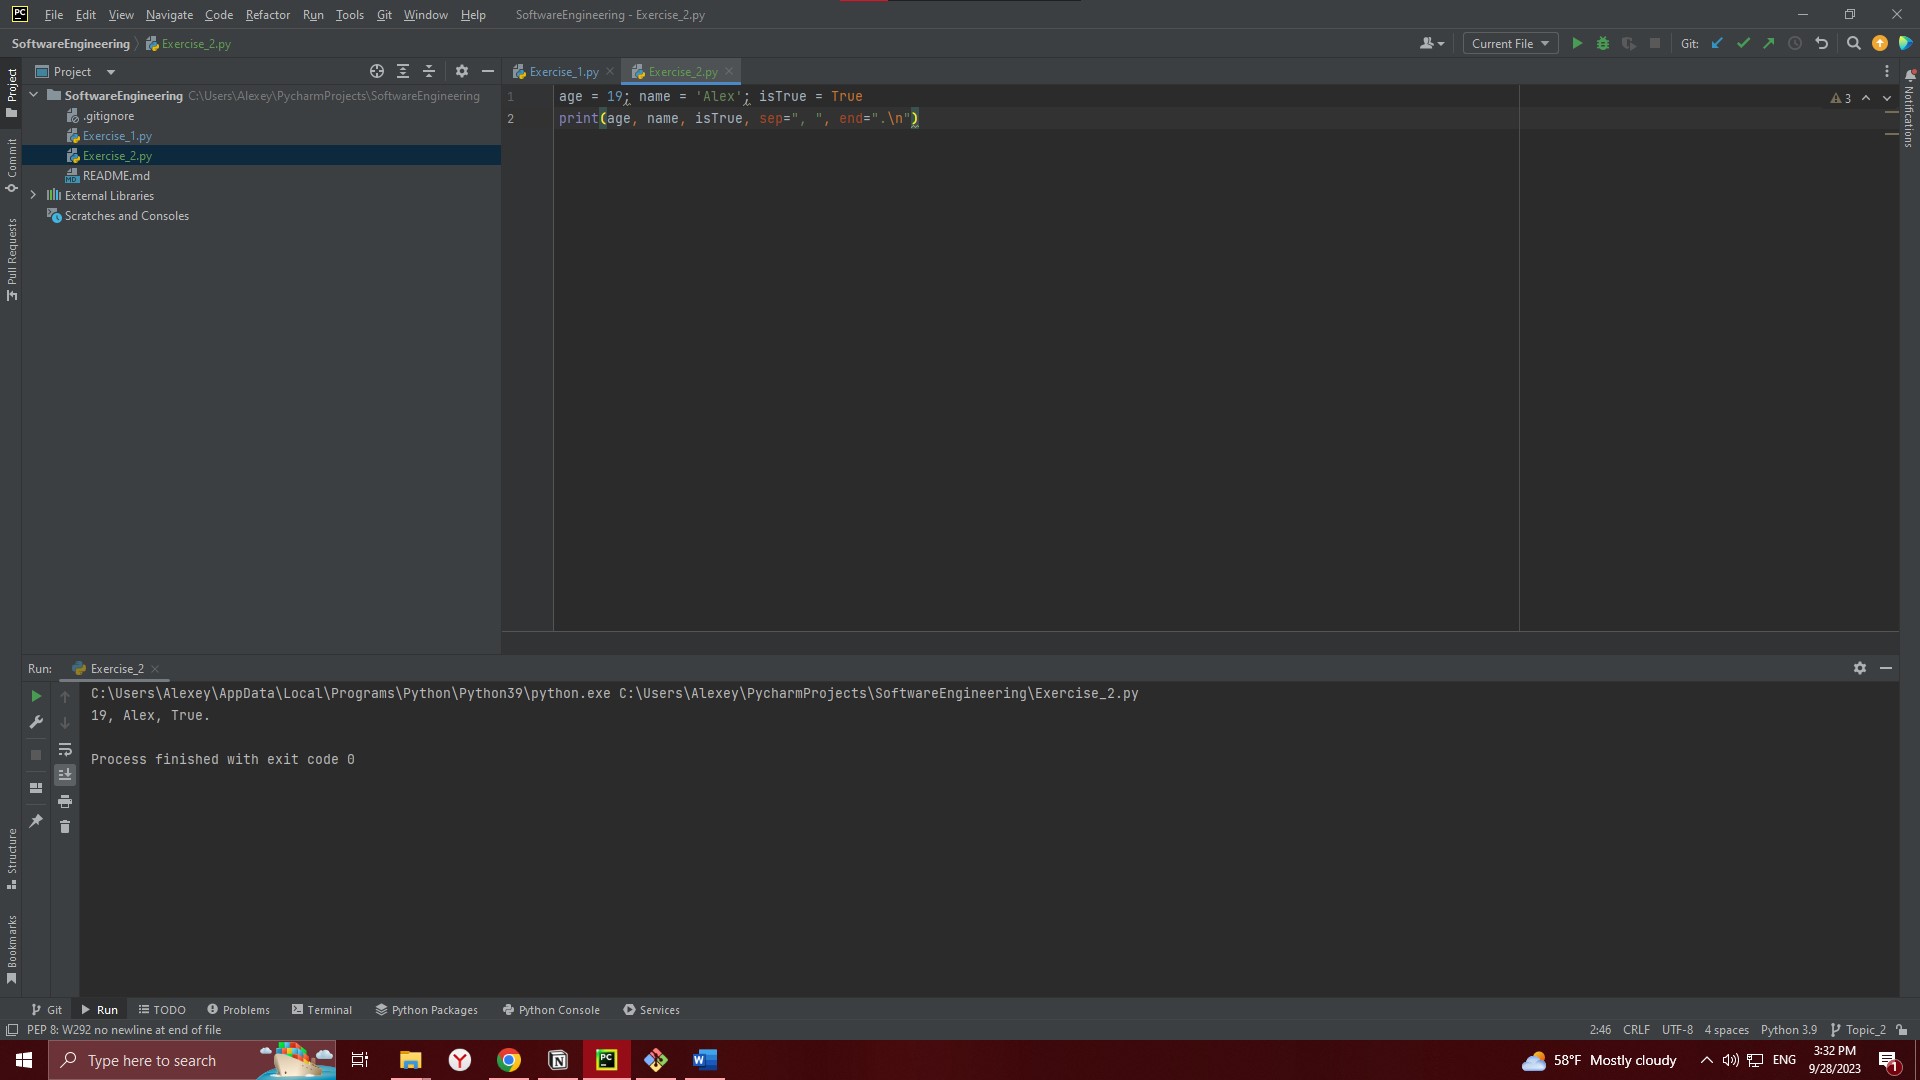 PC File Edit View Navigate Code Refactor Run Tools Git Window Help SoftwareEngineering - Exercise_2.py
SoftwareEngineering Exercise_2.py Current File Git:
Project Exercise_1.py Exercise_2.py
SoftwareEngineering C:\Users\Alexey\PycharmProjects\SoftwareEngineering
.gitignore
Exercise_1.py
Exercise_2.py
README.md
External Libraries
Scratches and Consoles
Project
Commit
Pull Requests
Structure
Bookmarks
Notifications
1 age = 19; name = 'Alex'; isTrue = True
2 print(age, name, isTrue, sep=", ", end=".\n")
3
Run: Exercise_2
C:\Users\Alexey\AppData\Local\Programs\Python\Python39\python.exe C:\Users\Alexey\PycharmProjects\SoftwareEngineering\Exercise_2.py
19, Alex, True.
Process finished with exit code 0
Git Run TODO Problems Terminal Python Packages Python Console Services
PEP 8: W292 no newline at end of file 2:46 CRLF UTF-8 4 spaces Python 3.9 Topic_2
Type here to search 58°F Mostly cloudy ENG 3:32 PM
9/28/2023 1